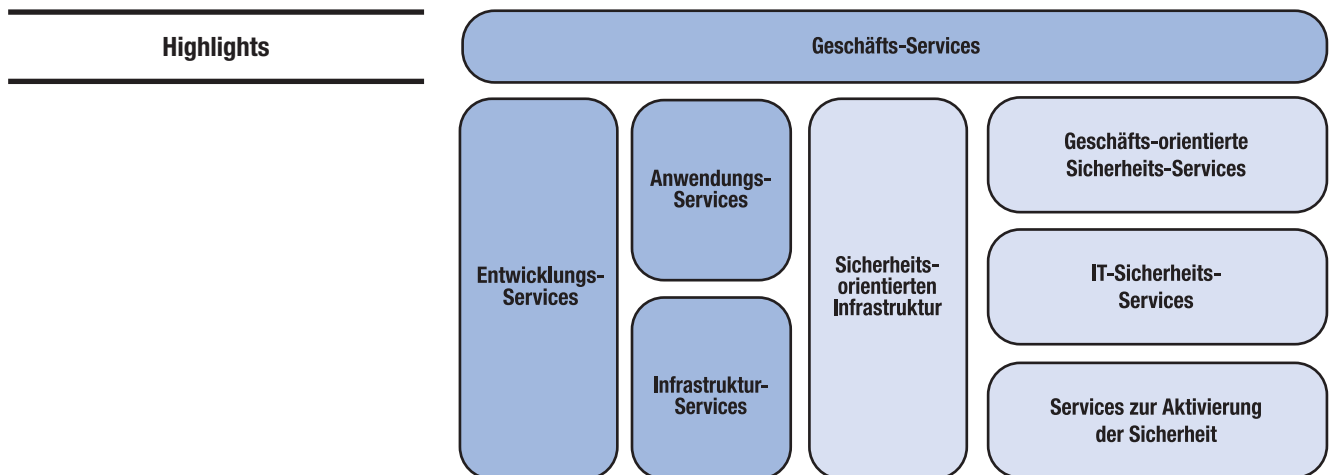 Highlights
Geschäfts-Services
Entwicklungs-
Services
Anwendungs-
Services
Infrastruktur-
Services
Sicherheits-
orientierten
Infrastruktur
Geschäfts-orientierte
Sicherheits-Services
IT-Sicherheits-
Services
Services zur Aktivierung
der Sicherheit